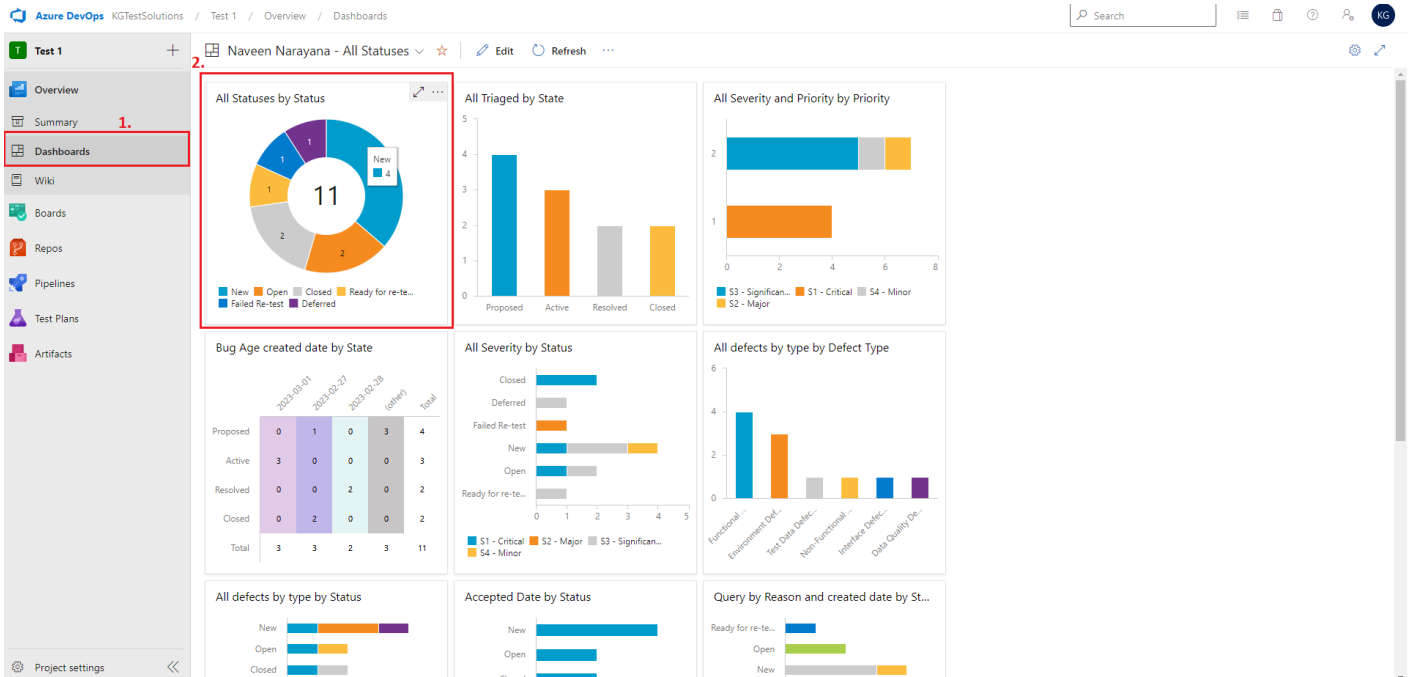 Azure DevOps KGTestSolutions / Test 1 / Overview / Dashboards
Search
KG
T Test 1
Naveen Narayana - All Statuses
Edit
Refresh
Overview
Summary
1.
Dashboards
Wiki
Boards
Repos
Pipelines
Test Plans
Artifacts
Project settings
2.
All Statuses by Status
1
1
1
2
2
11
New
4
New Open Closed Ready for re-te...
Failed Re-test Deferred
All Triaged by State
5
4
3
2
1
0
Proposed Active Resolved Closed
All Severity and Priority by Priority
2
1
0 2 4 6 8
S3 - Significan... S1 - Critical S4 - Minor
S2 - Major
Bug Age created date by State
2023-03-01 2023-02-27 2023-02-28 (other) Total
Proposed 0 1 0 3 4
Active 3 0 0 0 3
Resolved 0 0 2 0 2
Closed 0 2 0 0 2
Total 3 3 2 3 11
All Severity by Status
Closed
Deferred
Failed Re-test
New
Open
Ready for re-te...
0 1 2 3 4 5
S1 - Critical S2 - Major S3 - Significan...
S4 - Minor
All defects by type by Defect Type
6
4
2
0
Functional ... Environment Def... Test Data Defec... Non-Functional ... Interface Defec... Data Quality De...
All defects by type by Status
New
Open
Closed
Accepted Date by Status
New
Open
Query by Reason and created date by St...
Ready for re-te...
Open
New